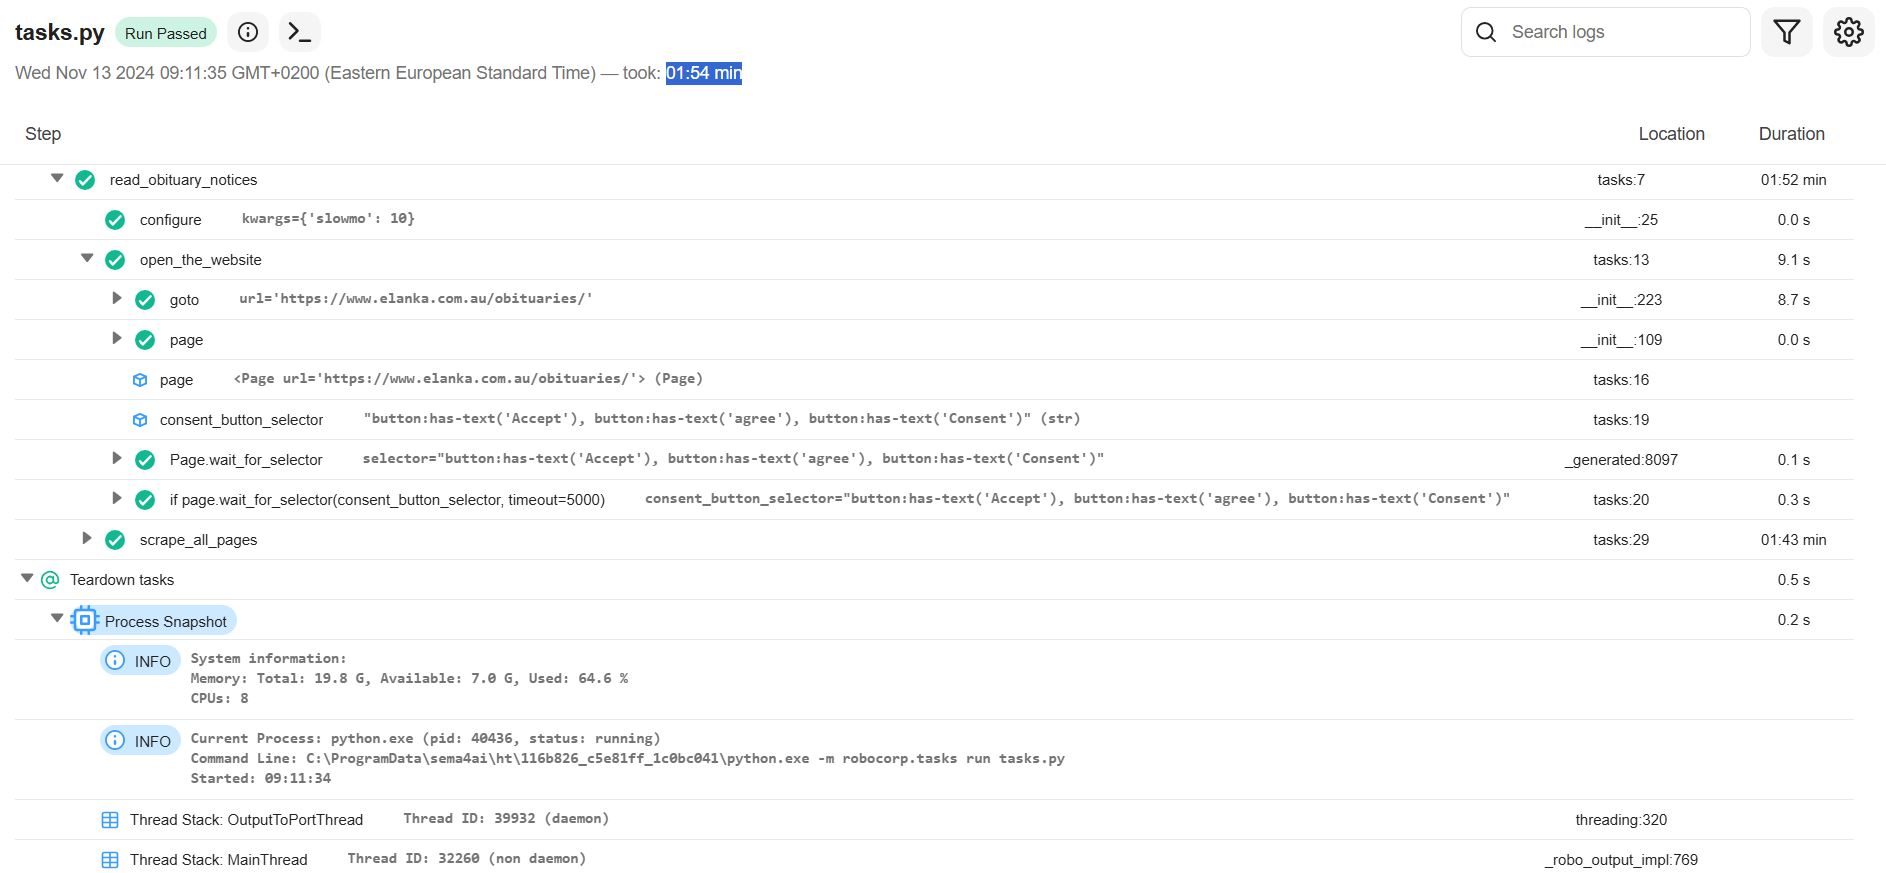 tasks.py Run Passed
Search logs
Wed Nov 13 2024 09:11:35 GMT+0200 (Eastern European Standard Time) — took: 01:54 min
Step Location Duration
read_obituary_notices tasks:7 01:52 min
configure kwargs={'slowmo': 10} __init__:25 0.0 s
open_the_website tasks:13 9.1 s
goto url='https://www.elanka.com.au/obituaries/' __init__:223 8.7 s
page __init__:109 0.0 s
page <Page url='https://www.elanka.com.au/obituaries/'> (Page) tasks:16
consent_button_selector "button:has-text('Accept'), button:has-text('agree'), button:has-text('Consent')" (str) tasks:19
Page.wait_for_selector selector="button:has-text('Accept'), button:has-text('agree'), button:has-text('Consent')" _generated:8097 0.1 s
if page.wait_for_selector(consent_button_selector, timeout=5000) consent_button_selector="button:has-text('Accept'), button:has-text('agree'), button:has-text('Consent')" tasks:20 0.3 s
scrape_all_pages tasks:29 01:43 min
Teardown tasks 0.5 s
Process Snapshot 0.2 s
INFO System information:
Memory: Total: 19.8 G, Available: 7.0 G, Used: 64.6 %
CPUs: 8
INFO Current Process: python.exe (pid: 40436, status: running)
Command Line: C:\ProgramData\sema4ai\ht\116b826_c5e81ff_1c0bc041\python.exe -m robocorp.tasks run tasks.py
Started: 09:11:34
Thread Stack: OutputToPortThread Thread ID: 39932 (daemon) threading:320
Thread Stack: MainThread Thread ID: 32260 (non daemon) _robo_output_impl:769